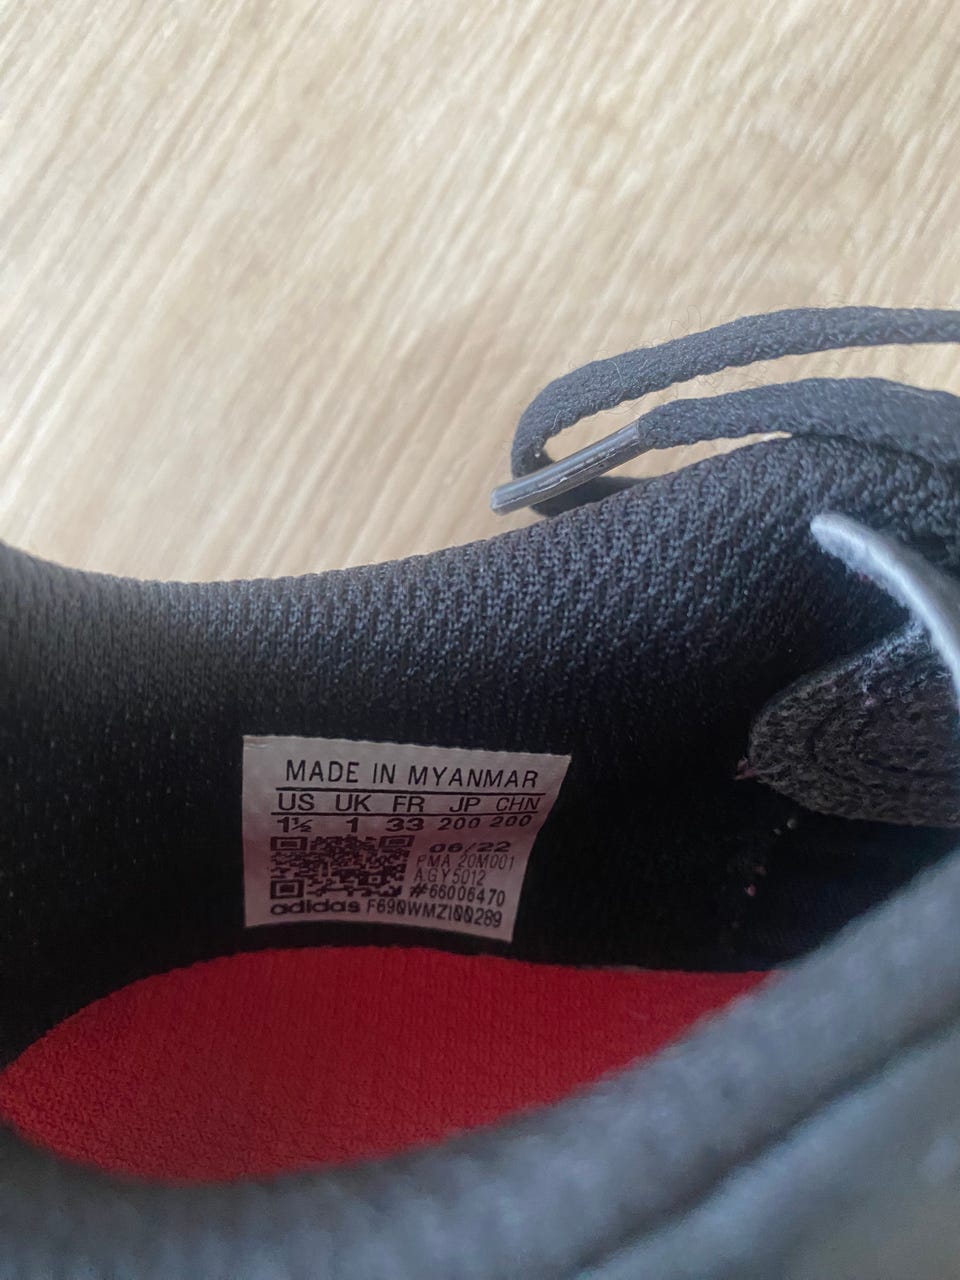 MADE IN MYANMAR
US UK FR JP CHN
1½ 1 33 200 200
06/22
PMA 20M001
AGY5012
#66006470
adidas F690WMZI00289